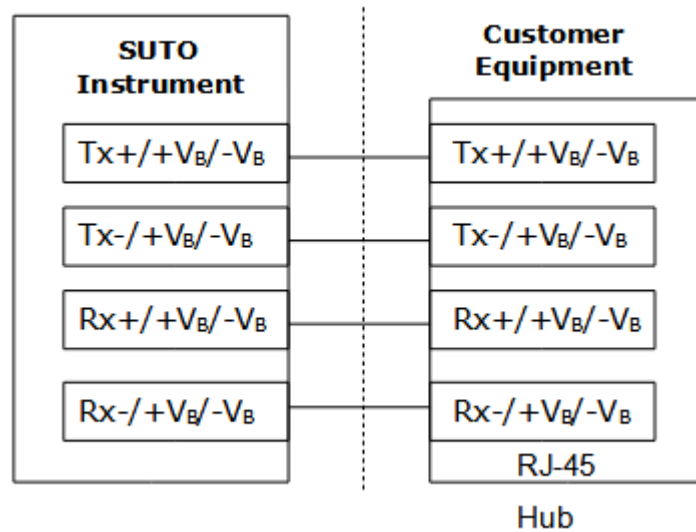 SUTO
Instrument
Customer
Equipment
Tx+/+VB/-VB
Tx+/+VB/-VB
Tx-/+VB/-VB
Tx-/+VB/-VB
Rx+/+VB/-VB
Rx+/+VB/-VB
Rx-/+VB/-VB
Rx-/+VB/-VB
RJ-45
Hub